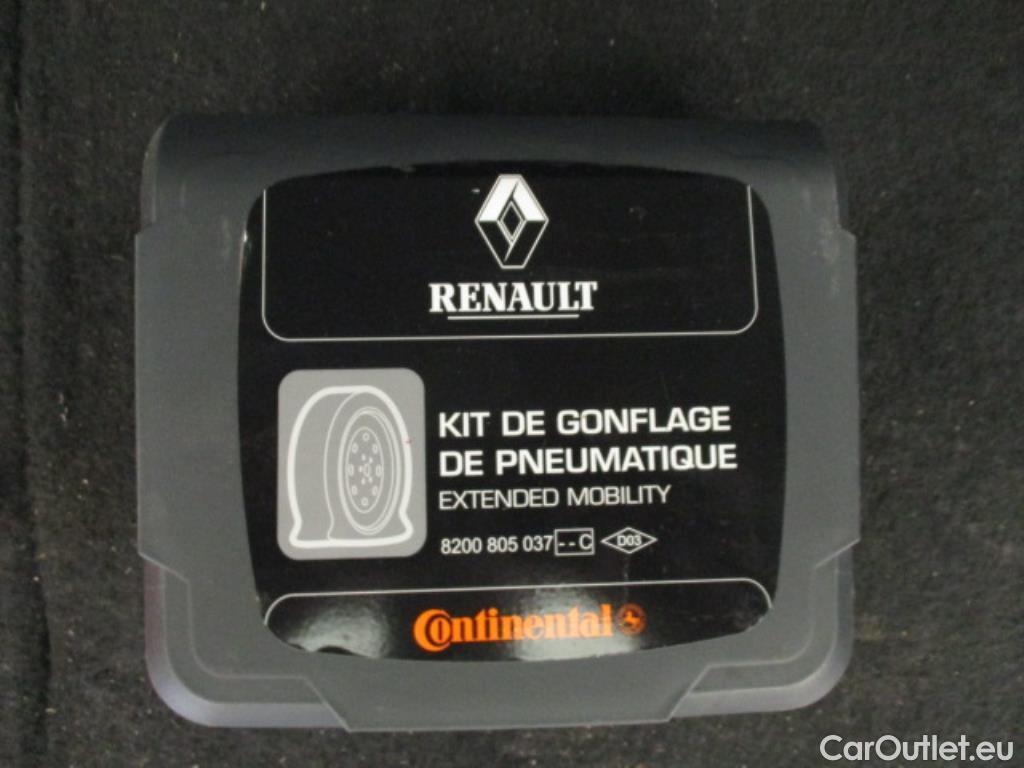 RENAULT
KIT DE GONFLAGE
DE PNEUMATIQUE
EXTENDED MOBILITY
8200 805 037 --C D03
Continental
CarOutlet.eu